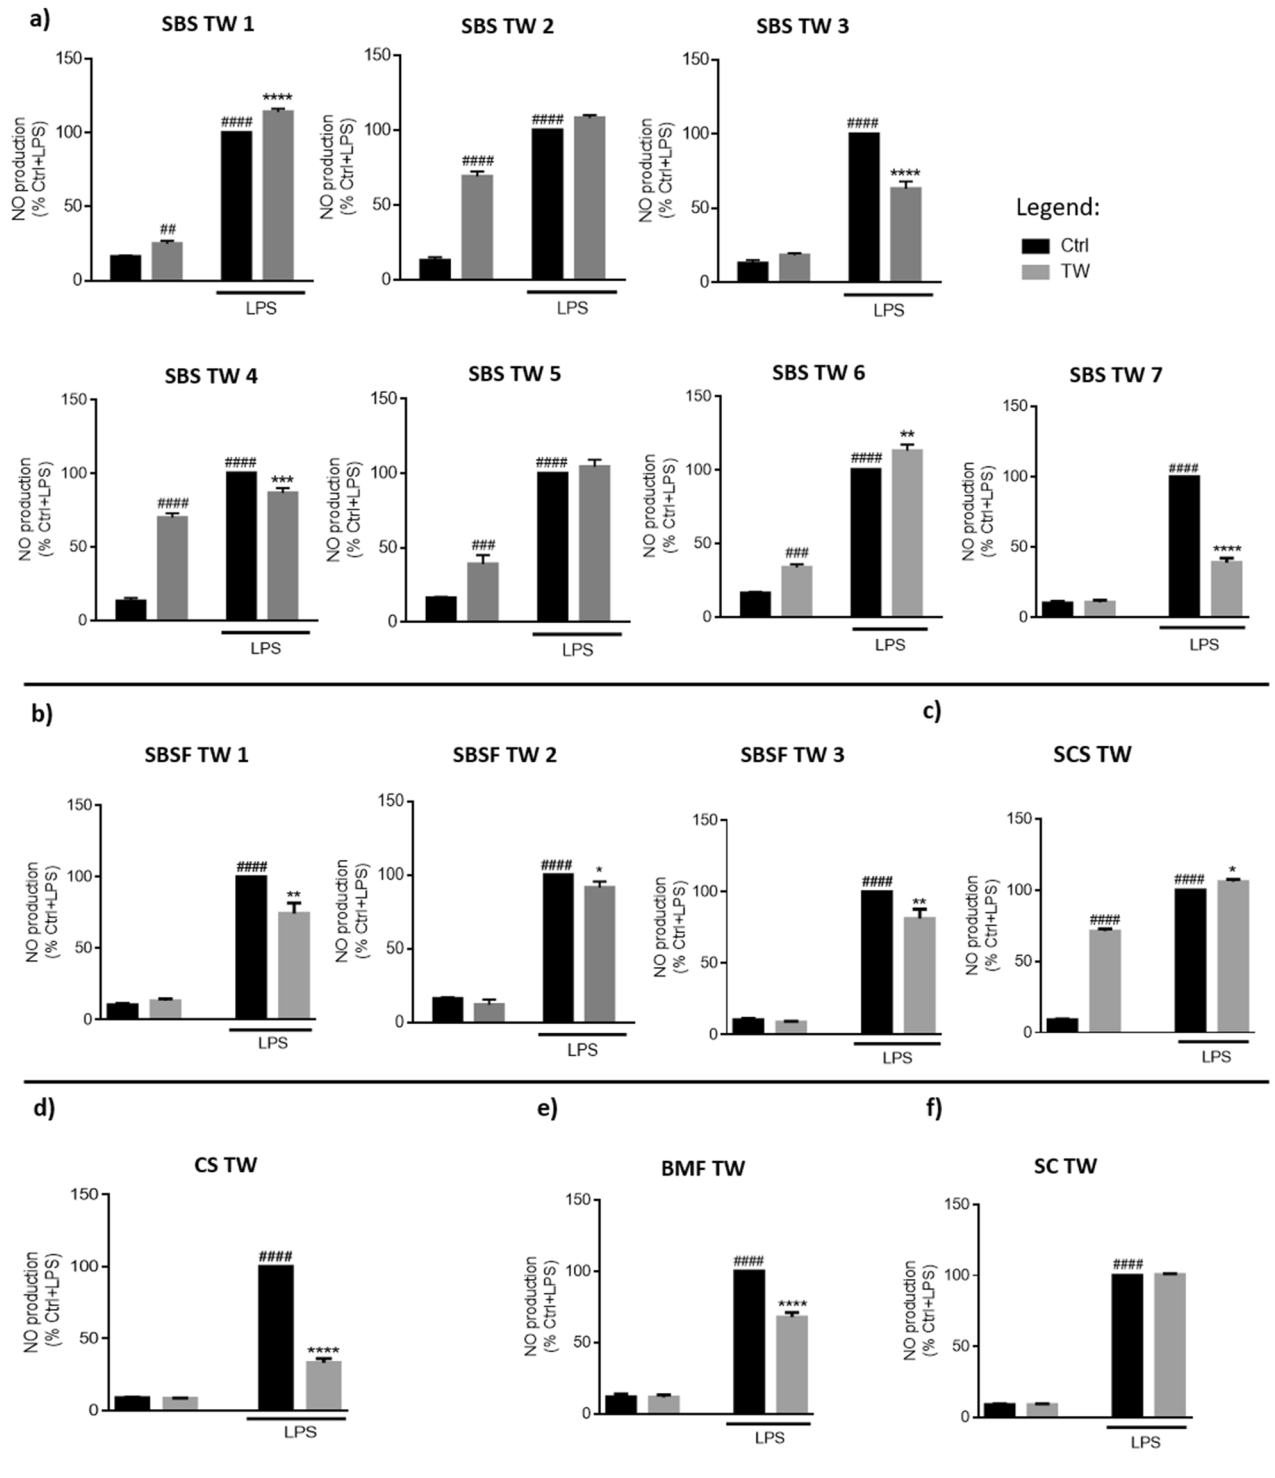 a)
SBS TW 1
NO production
(% Ctrl+LPS)
150
100
50
0
##
####
****
LPS
SBS TW 2
NO production
(% Ctrl+LPS)
150
100
50
0
####
####
LPS
SBS TW 3
NO production
(% Ctrl+LPS)
150
100
50
0
####
****
LPS
Legend:
Ctrl
TW
SBS TW 4
NO production
(% Ctrl+LPS)
150
100
50
0
####
####
***
LPS
SBS TW 5
NO production
(% Ctrl+LPS)
150
100
50
0
###
####
LPS
SBS TW 6
NO production
(% Ctrl+LPS)
150
100
50
0
###
####
**
LPS
SBS TW 7
NO production
(% Ctrl+LPS)
150
100
50
0
####
****
LPS
b)
SBSF TW 1
NO production
(% Ctrl+LPS)
150
100
50
0
####
**
LPS
SBSF TW 2
NO production
(% Ctrl+LPS)
150
100
50
0
####
*
LPS
SBSF TW 3
NO production
(% Ctrl+LPS)
150
100
50
0
####
**
LPS
c)
SCS TW
NO production
(% Ctrl+LPS)
150
100
50
0
####
####
*
LPS
d)
CS TW
NO production
(% Ctrl+LPS)
150
100
50
0
####
****
LPS
e)
BMF TW
NO production
(% Ctrl+LPS)
150
100
50
0
####
****
LPS
f)
SC TW
NO production
(% Ctrl+LPS)
150
100
50
0
####
LPS